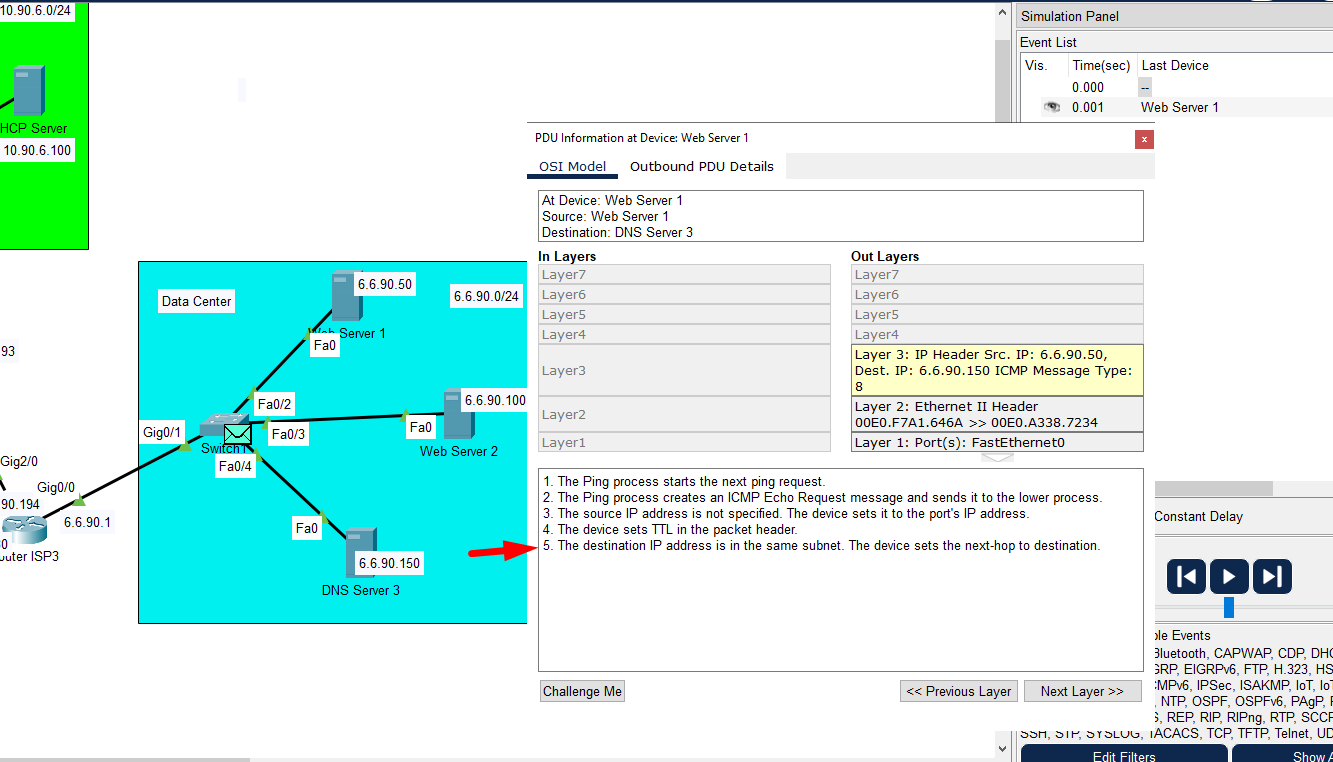 10.90.6.0/24
HCP Server
10.90.6.100
Data Center
6.6.90.50
6.6.90.0/24
Web Server 1
Fa0
Fa0/2
6.6.90.100
Fa0
Gig0/1
Fa0/3
Switch1
Web Server 2
Fa0/4
93
Gig2/0
Gig0/0
90.194
6.6.90.1
Fa0
6.6.90.150
DNS Server 3
outer ISP3
PDU Information at Device: Web Server 1
x
OSI Model
Outbound PDU Details
At Device: Web Server 1
Source: Web Server 1
Destination: DNS Server 3
In Layers
Layer7
Layer6
Layer5
Layer4
Layer3
Layer2
Layer1
Out Layers
Layer7
Layer6
Layer5
Layer4
Layer 3: IP Header Src. IP: 6.6.90.50,
Dest. IP: 6.6.90.150 ICMP Message Type:
8
Layer 2: Ethernet II Header
00E0.F7A1.646A >> 00E0.A338.7234
Layer 1: Port(s): FastEthernet0
1. The Ping process starts the next ping request.
2. The Ping process creates an ICMP Echo Request message and sends it to the lower process.
3. The source IP address is not specified. The device sets it to the port's IP address.
4. The device sets TTL in the packet header.
5. The destination IP address is in the same subnet. The device sets the next-hop to destination.
Challenge Me
<< Previous Layer
Next Layer >>
Simulation Panel
Event List
Vis. Time(sec) Last Device
0.000 --
0.001 Web Server 1
Constant Delay
ble Events
Bluetooth, CAPWAP, CDP, DHC
GRP, EIGRPv6, FTP, H.323, HS
CMPv6, IPSec, ISAKMP, IoT, IoT
, NTP, OSPF, OSPFv6, PAgP, P
S, REP, RIP, RIPng, RTP, SCCP
SSH, STP, SYSLOG, TACACS, TCP, TFTP, Telnet, UD
Edit Filters
Show A